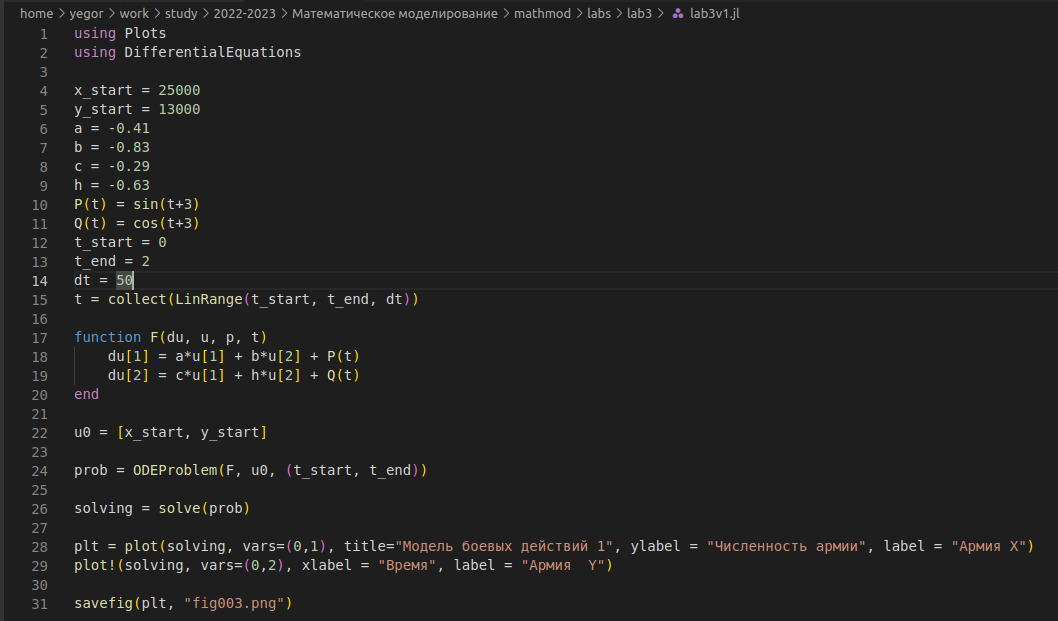 home > yegor > work > study > 2022-2023 > Математическое моделирование > mathmod > labs > lab3 > lab3v1.jl
1 using Plots
2 using DifferentialEquations
3
4 x_start = 25000
5 y_start = 13000
6 a = -0.41
7 b = -0.83
8 c = -0.29
9 h = -0.63
10 P(t) = sin(t+3)
11 Q(t) = cos(t+3)
12 t_start = 0
13 t_end = 2
14 dt = 50
15 t = collect(LinRange(t_start, t_end, dt))
16
17 function F(du, u, p, t)
18     du[1] = a*u[1] + b*u[2] + P(t)
19     du[2] = c*u[1] + h*u[2] + Q(t)
20 end
21
22 u0 = [x_start, y_start]
23
24 prob = ODEProblem(F, u0, (t_start, t_end))
25
26 solving = solve(prob)
27
28 plt = plot(solving, vars=(0,1), title="Модель боевых действий 1", ylabel = "Численность армии", label = "Армия X")
29 plot!(solving, vars=(0,2), xlabel = "Время", label = "Армия  Y")
30
31 savefig(plt, "fig003.png")